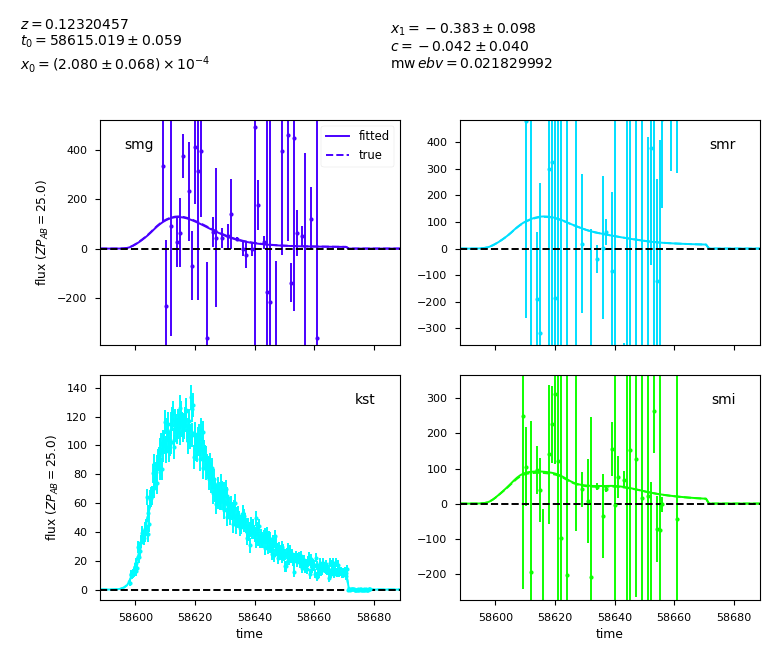 z = 0.12320457
t₀ = 58615.019 ± 0.059
x₀ = (2.080 ± 0.068) × 10⁻⁴
x₁ = −0.383 ± 0.098
c = −0.042 ± 0.040
mw ebv = 0.021829992
smg
fitted
true
400
200
0
−200
flux (ZP_AB = 25.0)
smr
400
300
200
100
0
−100
−200
−300
kst
140
120
100
80
60
40
20
0
flux (ZP_AB = 25.0)
58600 58620 58640 58660 58680
time
smi
300
200
100
0
−100
−200
58600 58620 58640 58660 58680
time